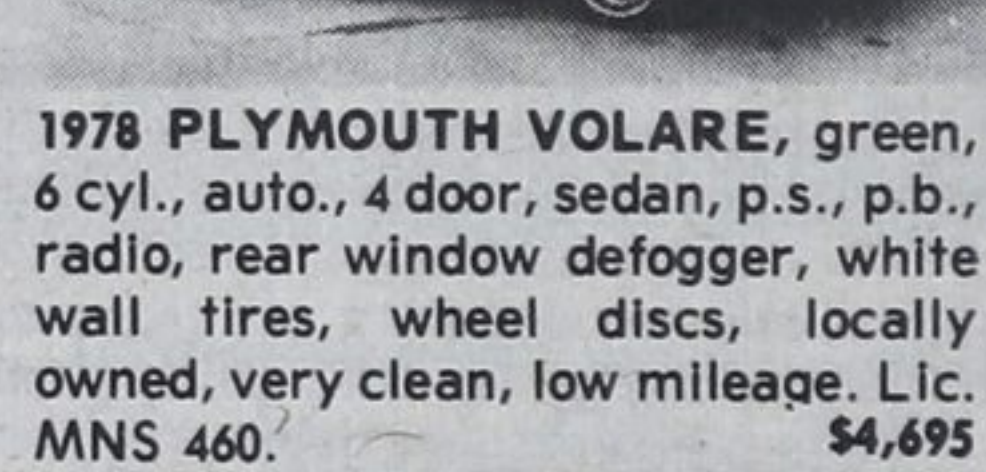 1978 PLYMOUTH VOLARE, green,
6 cyl., auto., 4 door, sedan, p.s., p.b.,
radio, rear window defogger, white
wall tires, wheel discs, locally
owned, very clean, low mileage. Lic.
MNS 460. $4,695